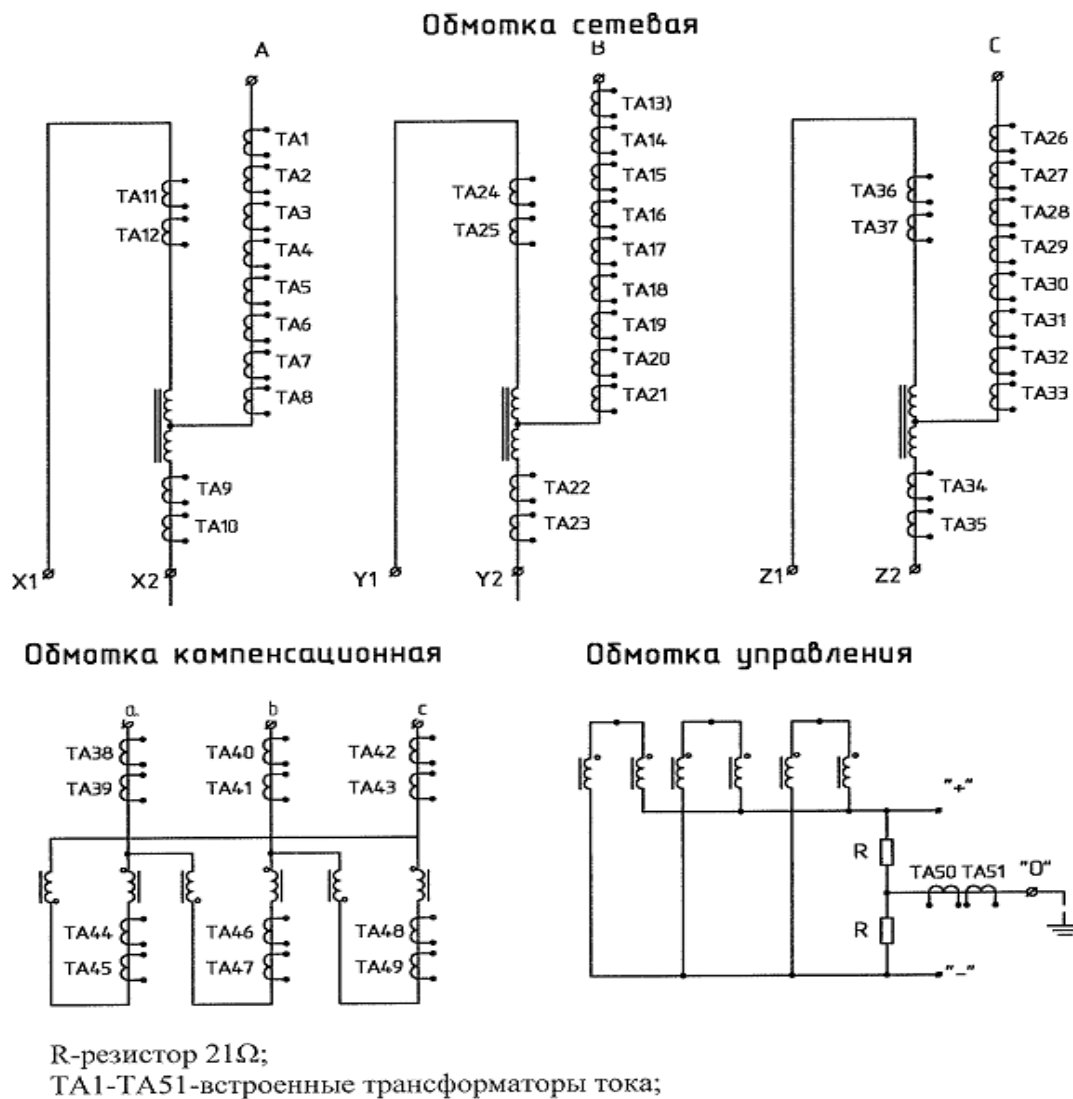 Обмотка сетевая
A
B
C
TA1
TA2
TA3
TA4
TA5
TA6
TA7
TA8
TA11
TA12
TA9
TA10
X1
X2
TA13)
TA14
TA15
TA16
TA17
TA18
TA19
TA20
TA21
TA24
TA25
TA22
TA23
Y1
Y2
TA26
TA27
TA28
TA29
TA30
TA31
TA32
TA33
TA36
TA37
TA34
TA35
Z1
Z2
Обмотка компенсационная
a.
b
c
TA38
TA39
TA40
TA41
TA42
TA43
TA44
TA45
TA46
TA47
TA48
TA49
Обмотка управления
"+"
R
TA50 TA51 "0"
R
"–"
R-резистор 21Ω;
TA1-TA51-встроенные трансформаторы тока;